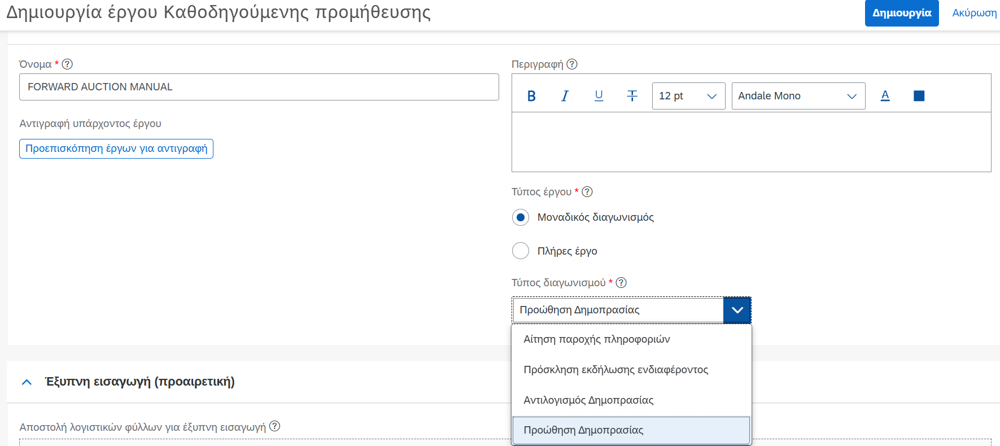 Δημιουργία έργου Καθοδηγούμενης προμήθευσης
Δημιουργία
Ακύρωση
Όνομα *
FORWARD AUCTION MANUAL
Αντιγραφή υπάρχοντος έργου
Προεπισκόπηση έργων για αντιγραφή
Περιγραφή
B I U T 12 pt Andale Mono A
Τύπος έργου *
Μοναδικός διαγωνισμός
Πλήρες έργο
Τύπος διαγωνισμού *
Προώθηση Δημοπρασίας
Αίτηση παροχής πληροφοριών
Πρόσκληση εκδήλωσης ενδιαφέροντος
Αντιλογισμός Δημοπρασίας
Προώθηση Δημοπρασίας
Έξυπνη εισαγωγή (προαιρετική)
Αποστολή λογιστικών φύλλων για έξυπνη εισαγωγή